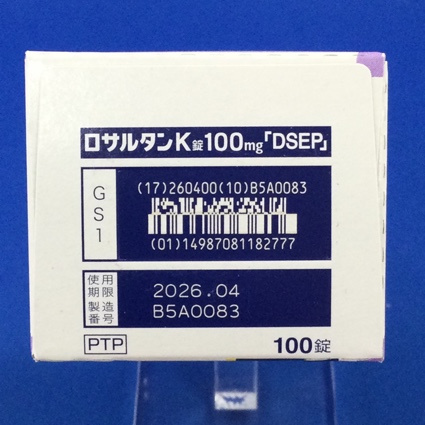 ロサルタンK錠100mg「DSEP」
GS1
(17)260400(10)B5A0083
(01)14987081182777
使用期限 2026.04
製造番号 B5A0083
PTP 100錠